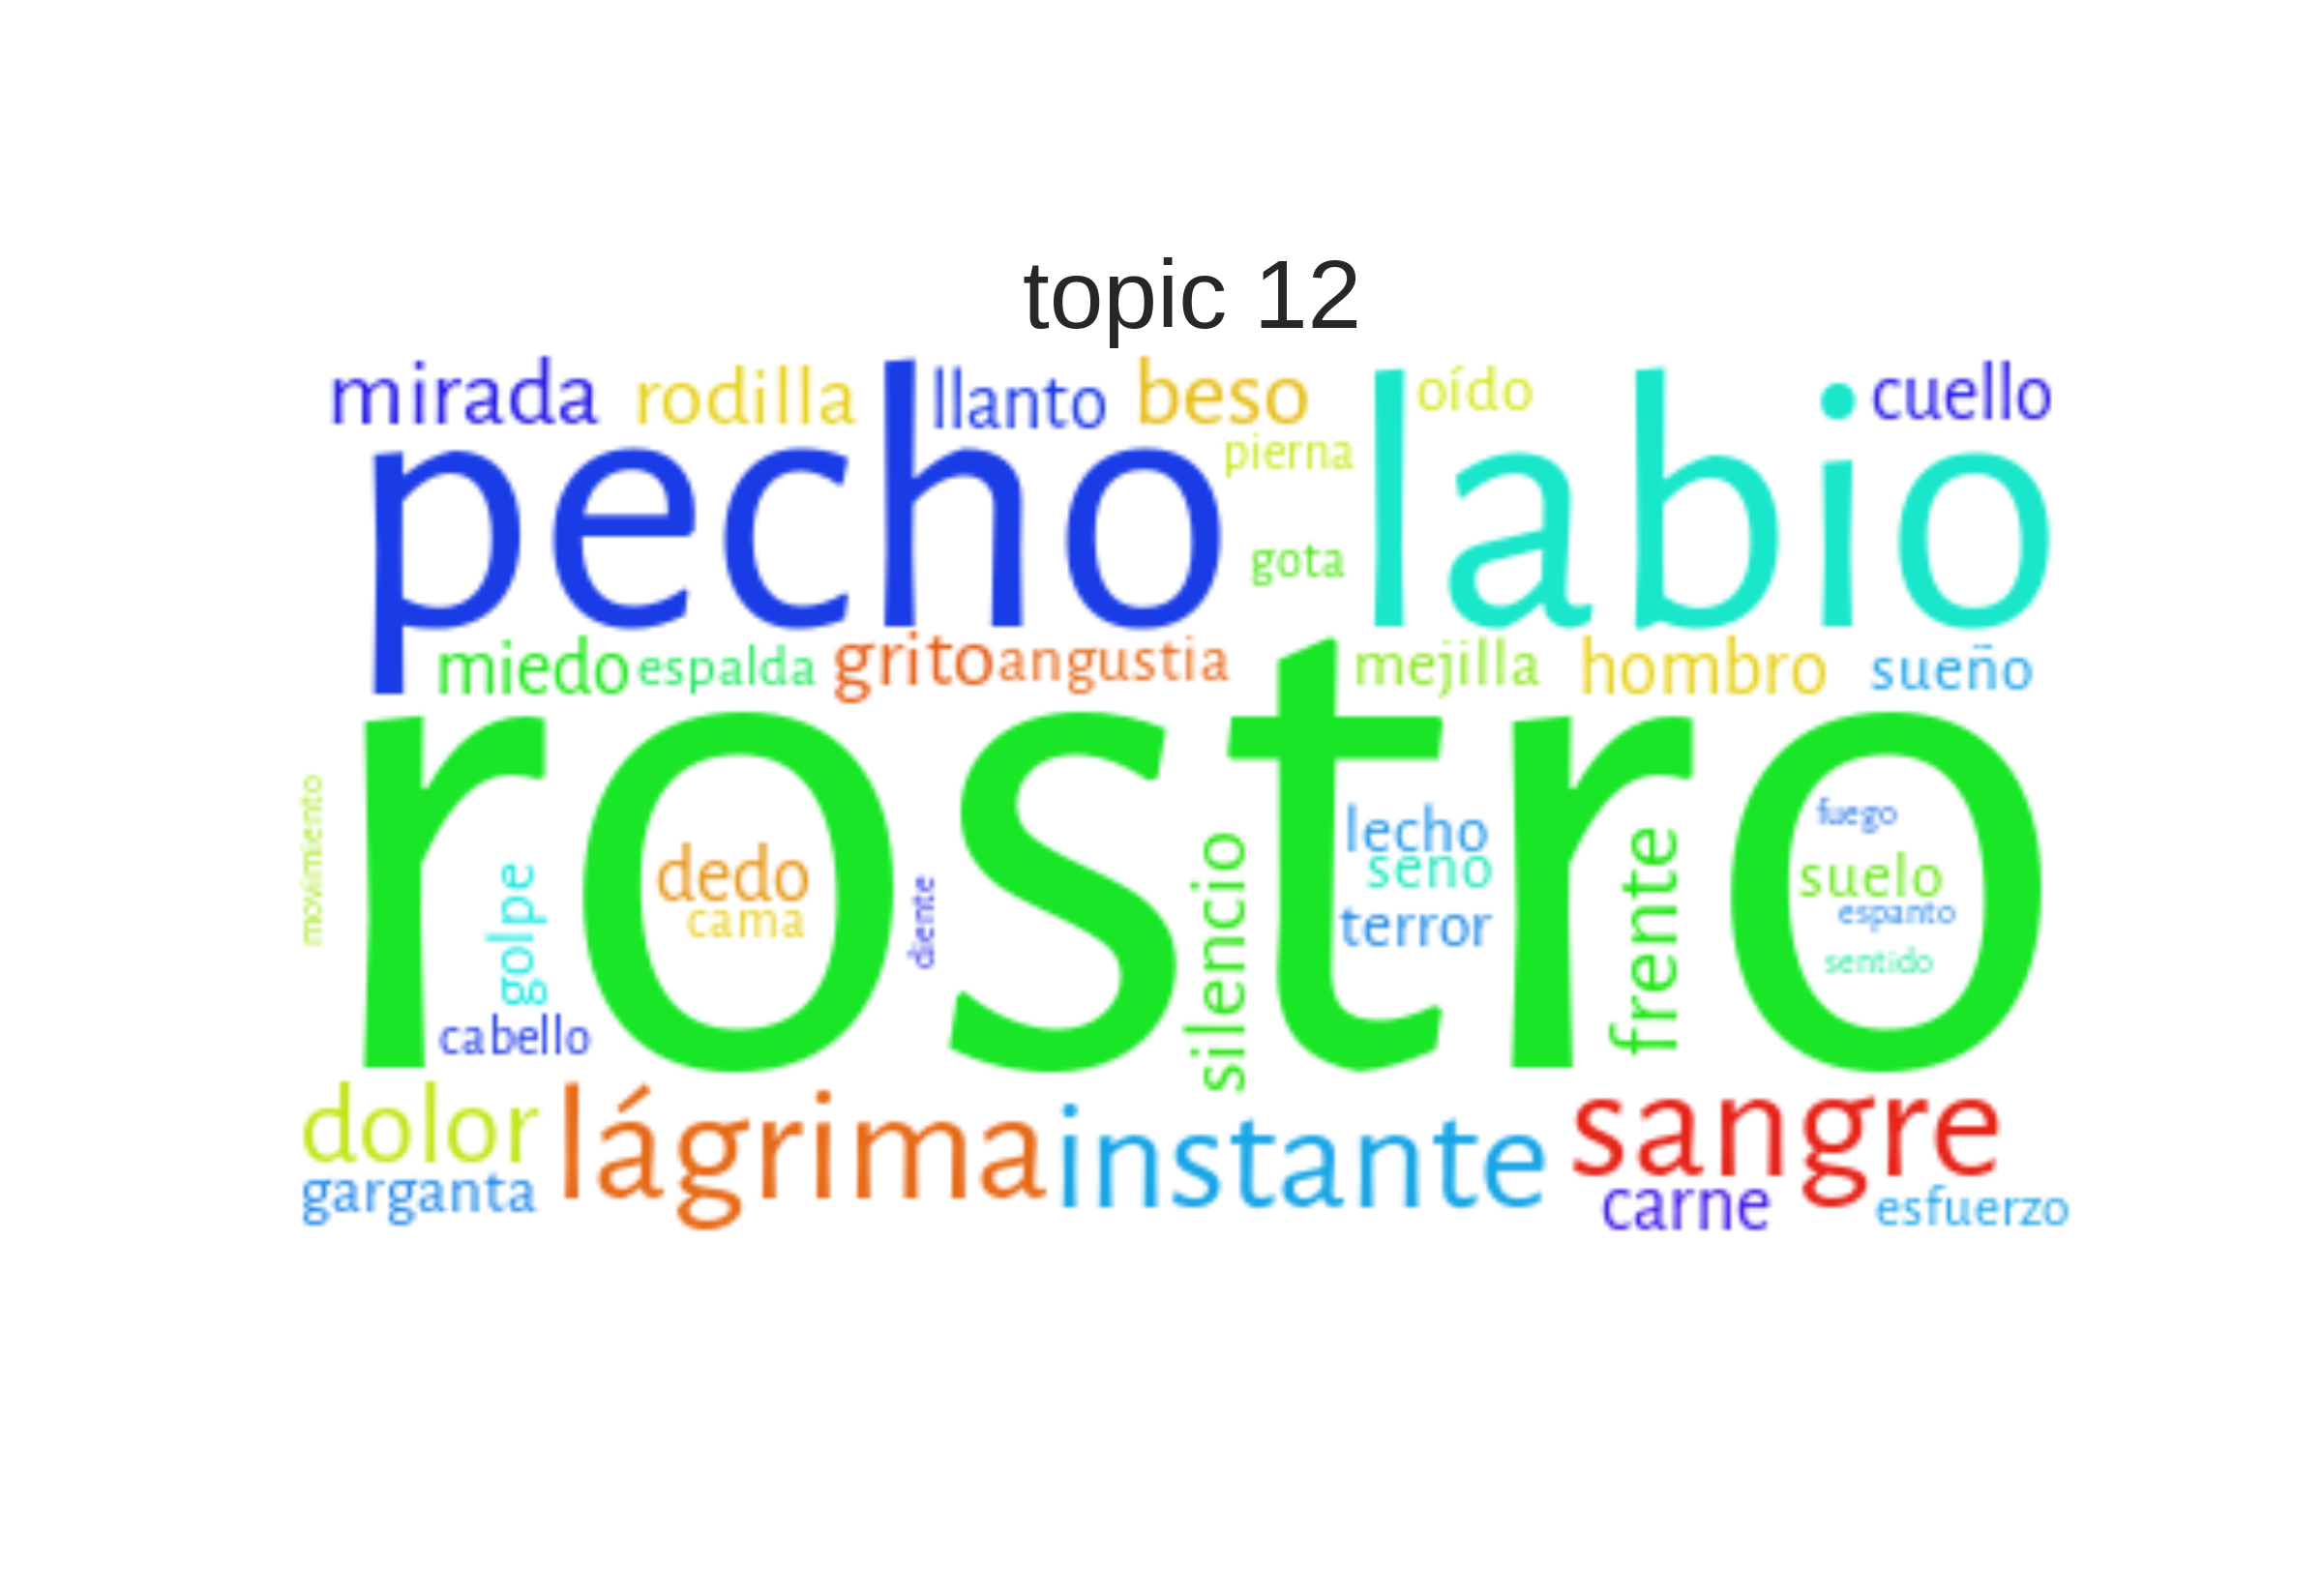 topic 12
mirada rodilla llanto beso oído cuello
pecho pierna labio
gota
miedo espalda grito angustia mejilla hombro sueño
rostro
movimiento
golpe
dedo
cama
diente
silencio
lecho
seno
terror
frente
fuego
suelo
espanto
sentido
cabello
dolor lágrima instante sangre
garganta carne esfuerzo